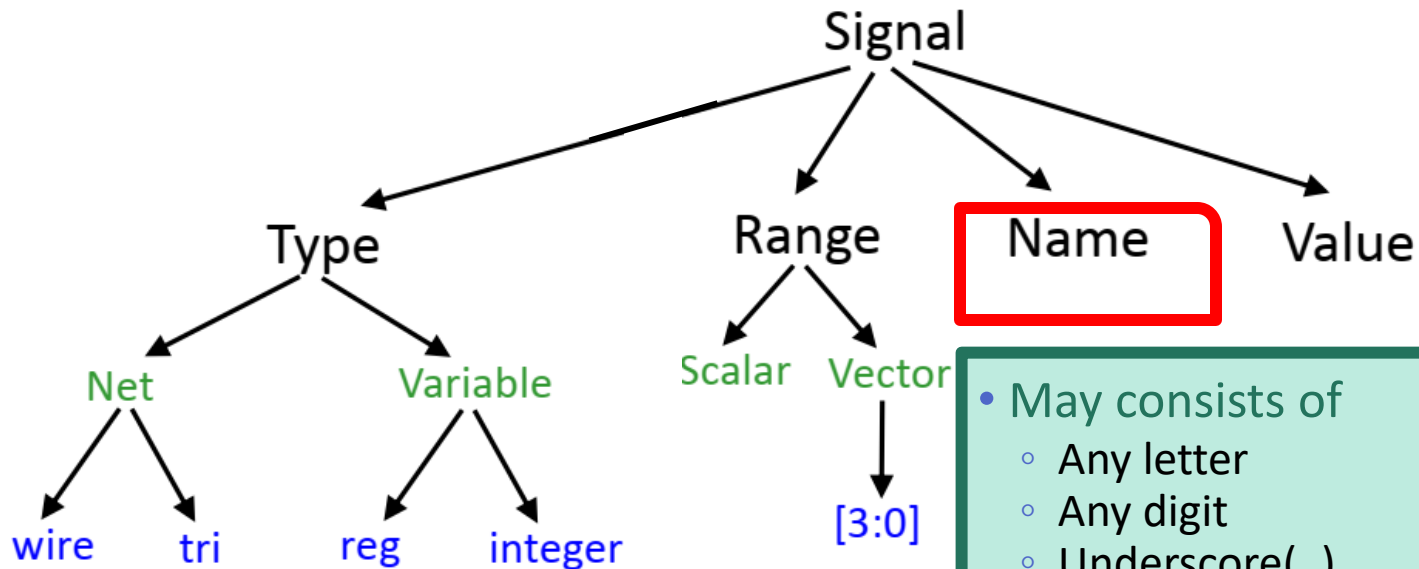 Signal
Type
Range
Name
Value
Net
Variable
Scalar
Vector
wire
tri
reg
integer
[3:0]
• May consists of
◦ Any letter
◦ Any digit
◦ Underscore(_)